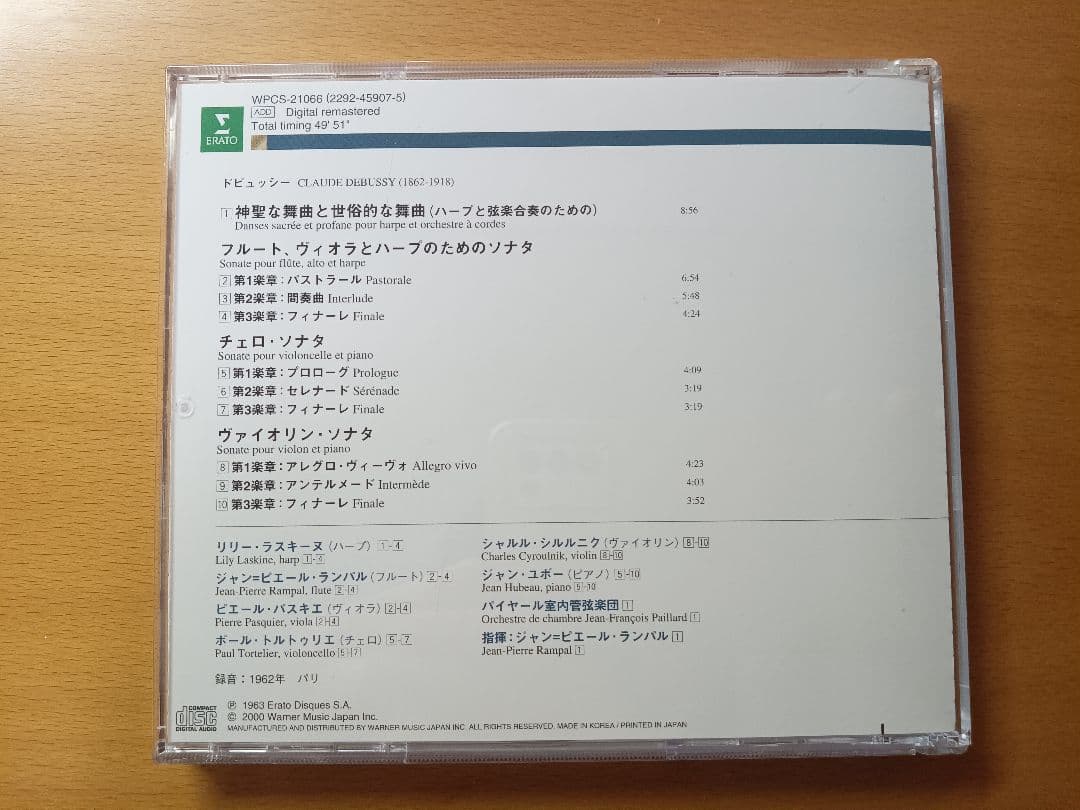 WPCS-21066 (2292-45907-5)
ADD Digital remastered
Total timing 49' 51"
ERATO
ドビュッシー CLAUDE DEBUSSY (1862-1918)
1 神聖な舞曲と世俗的な舞曲(ハープと弦楽合奏のための) 8:56
Danses sacrée et profane pour harpe et orchestre à cordes
フルート、ヴィオラとハープのためのソナタ
Sonate pour flûte, alto et harpe
2 第1楽章:パストラール Pastorale 6:54
3 第2楽章:間奏曲 Interlude 5:48
4 第3楽章:フィナーレ Finale 4:24
チェロ・ソナタ
Sonate pour violoncelle et piano
5 第1楽章:プロローグ Prologue 4:09
6 第2楽章:セレナード Sérénade 3:19
7 第3楽章:フィナーレ Finale 3:19
ヴァイオリン・ソナタ
Sonate pour violon et piano
8 第1楽章:アレグロ・ヴィーヴォ Allegro vivo 4:23
9 第2楽章:アンテルメード Intermède 4:03
10 第3楽章:フィナーレ Finale 3:52
リリー・ラスキーヌ(ハープ) 1-4
Lily Laskine, harp 1-4
ジャン=ピエール・ランパル(フルート) 2-4
Jean-Pierre Rampal, flute 2-4
ピエール・パスキエ(ヴィオラ) 2-4
Pierre Pasquier, viola 2-4
ポール・トルトゥリエ(チェロ) 5-7
Paul Tortelier, violoncello 5-7
シャルル・シルルニク(ヴァイオリン) 8-10
Charles Cyroulnik, violin 8-10
ジャン・ユボー(ピアノ) 5-10
Jean Hubeau, piano 5-10
パイヤール室内管弦楽団 1
Orchestre de chambre Jean-François Paillard 1
指揮:ジャン=ピエール・ランパル 1
Jean-Pierre Rampal 1
録音:1962年 パリ
℗ 1963 Erato Disques S.A.
© 2000 Warner Music Japan Inc.
MANUFACTURED AND DISTRIBUTED BY WARNER MUSIC JAPAN INC. ALL RIGHTS RESERVED. MADE IN KOREA / PRINTED IN JAPAN
COMPACT
disc
DIGITAL AUDIO